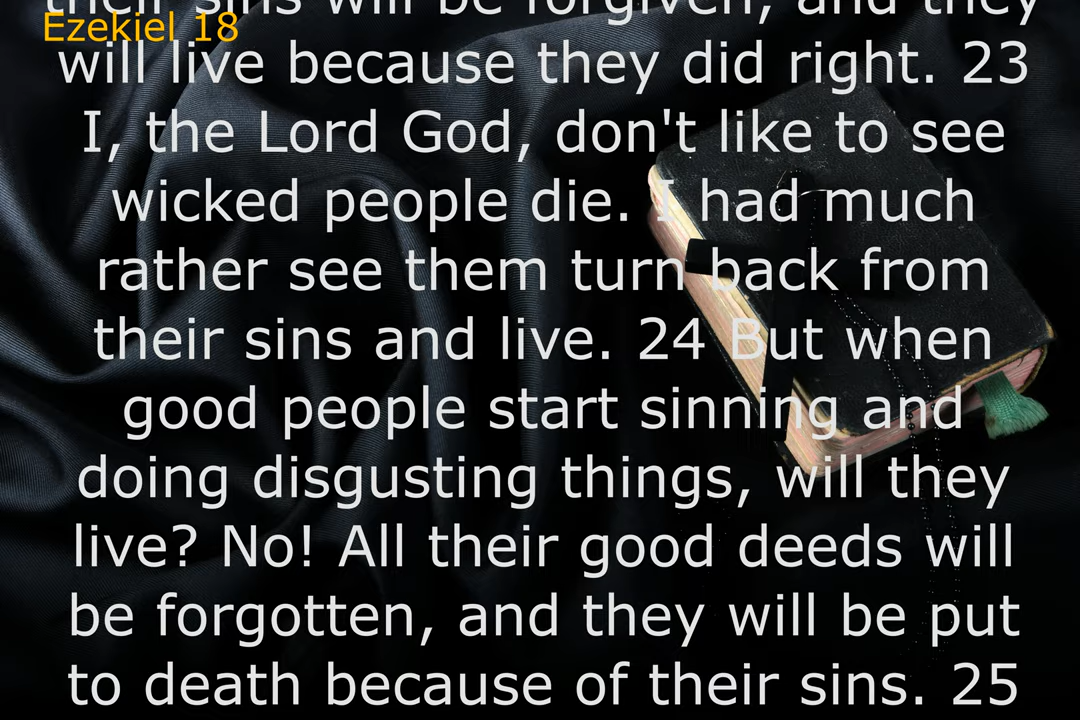 their sins will be forgiven, and they
Ezekiel 18
will live because they did right. 23
I, the Lord God, don't like to see
wicked people die. I had much
rather see them turn back from
their sins and live. 24 But when
good people start sinning and
doing disgusting things, will they
live? No! All their good deeds will
be forgotten, and they will be put
to death because of their sins. 25